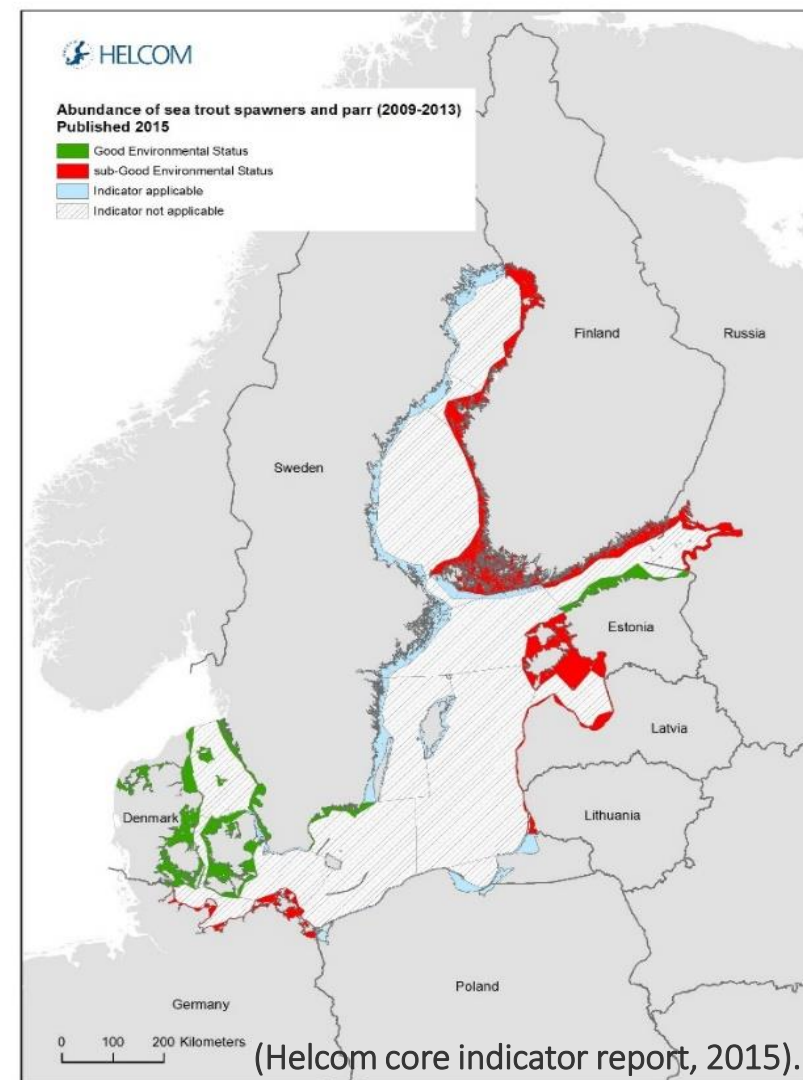 HELCOM
Abundance of sea trout spawners and parr (2009-2013)
Published 2015
Good Environmental Status
sub-Good Environmental Status
Indicator applicable
Indicator not applicable
Finland
Russia
Sweden
Estonia
Latvia
Denmark
Lithuania
Poland
Germany
0 100 200 Kilometers
(Helcom core indicator report, 2015).